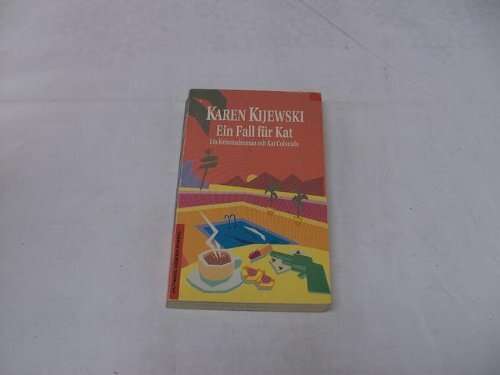 KAREN KIJEWSKI
Ein Fall für Kat
Ein Kriminalroman mit Kat Colorado